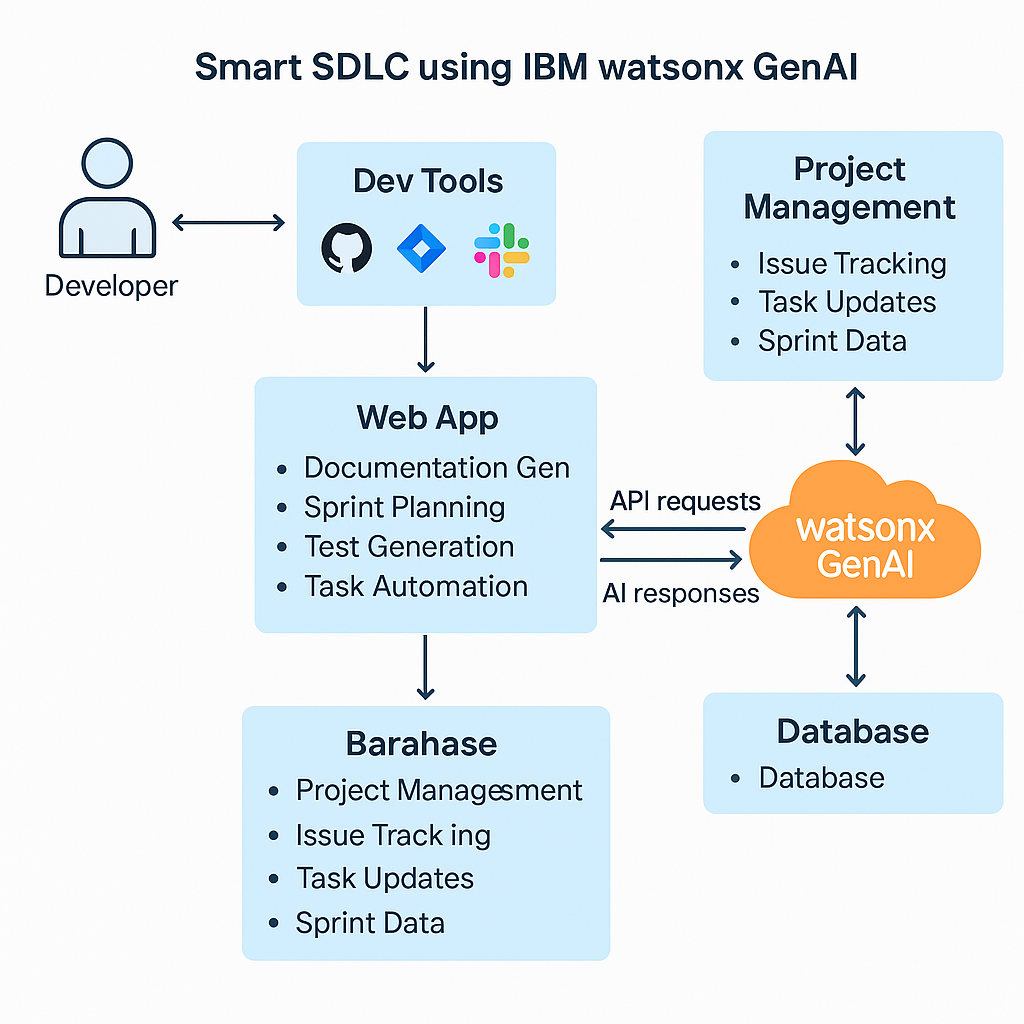 Smart SDLC using IBM watsonx GenAI
Developer
Dev Tools
Project
Management
• Issue Tracking
• Task Updates
• Sprint Data
Web App
• Documentation Gen
• Sprint Planning
• Test Generation
• Task Automation
API requests
AI responses
watsonx
GenAI
Barahase
• Project Managesment
• Issue Track ing
• Task Updates
• Sprint Data
Database
• Database